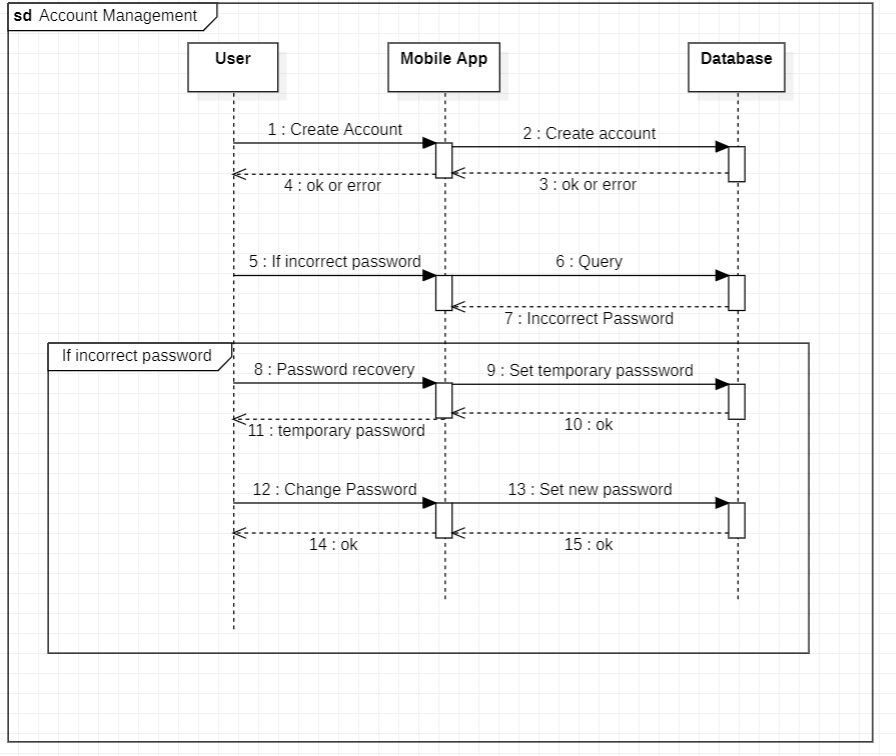 sd Account Management
User
Mobile App
Database
1 : Create Account
2 : Create account
4 : ok or error
3 : ok or error
5 : If incorrect password
6 : Query
7 : Inccorrect Password
If incorrect password
8 : Password recovery
9 : Set temporary passsword
11 : temporary password
10 : ok
12 : Change Password
13 : Set new password
14 : ok
15 : ok